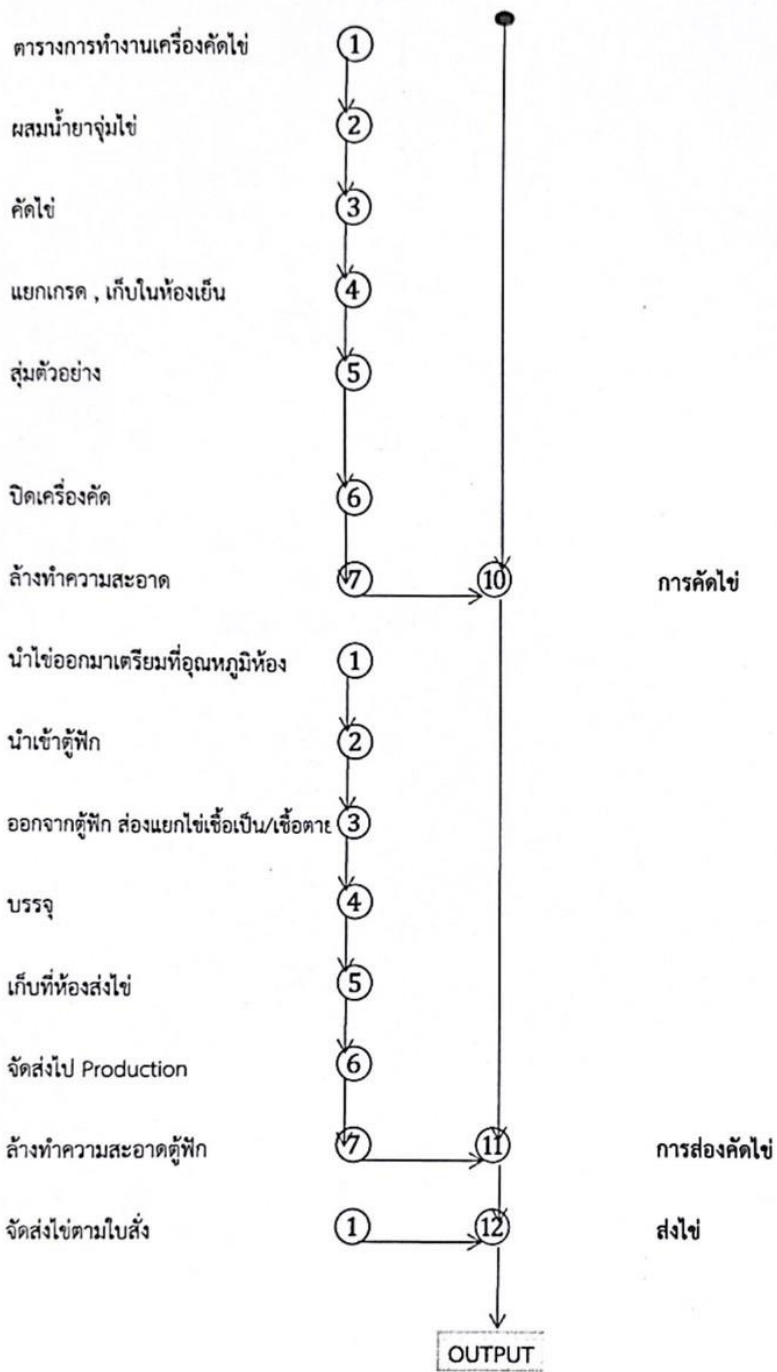 ตารางการทำงานเครื่องคัดไข่ 1
ผสมน้ำยาจุ่มไข่ 2
คัดไข่ 3
แยกเกรด , เก็บในห้องเย็น 4
สุ่มตัวอย่าง 5
ปิดเครื่องคัด 6
ล้างทำความสะอาด 7 10 การคัดไข่
นำไข่ออกมาเตรียมที่อุณหภูมิห้อง 1
นำเข้าตู้ฟัก 2
ออกจากตู้ฟัก ส่องแยกไข่เชื้อเป็น/เชื้อตาย 3
บรรจุ 4
เก็บที่ห้องส่งไข่ 5
จัดส่งไป Production 6
ล้างทำความสะอาดตู้ฟัก 7 11 การส่องคัดไข่
จัดส่งไข่ตามใบสั่ง 1 12 ส่งไข่
OUTPUT